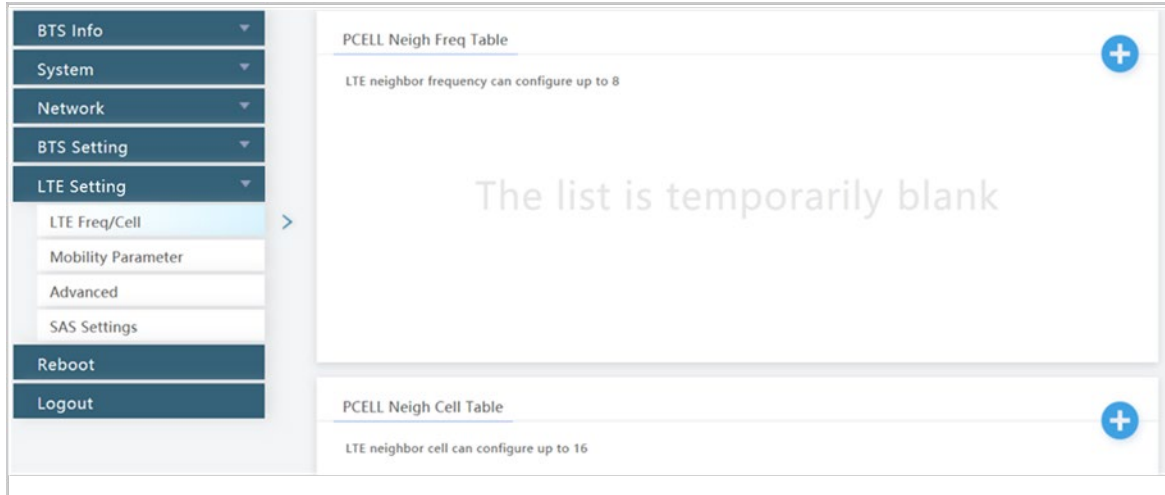 BTS Info
System
Network
BTS Setting
LTE Setting
LTE Freq/Cell
Mobility Parameter
Advanced
SAS Settings
Reboot
Logout
PCELL Neigh Freq Table
LTE neighbor frequency can configure up to 8
The list is temporarily blank
PCELL Neigh Cell Table
LTE neighbor cell can configure up to 16